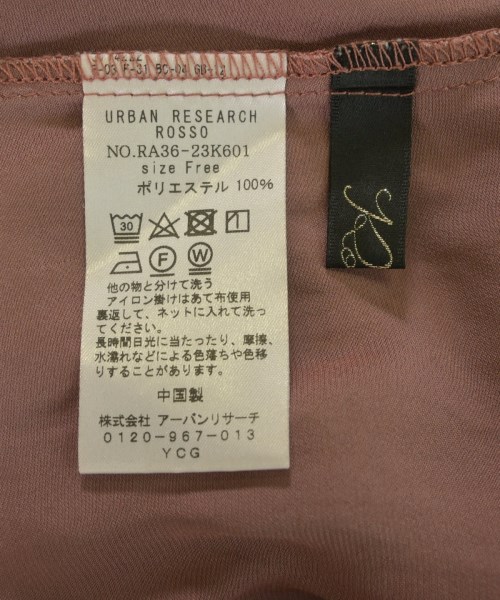 URBAN RESEARCH
ROSSO
NO.RA36-23K601
size Free
ポリエステル 100%
30
1
F W
他の物と分けて洗う
アイロン掛けはあて布使用
裏返して、ネットに入れて洗っ
てください。
長時間日光に当たったり、摩擦、
水濡れなどによる色落ちや色移
りすることがあります。
中国製
株式会社 アーバンリサーチ
0120-967-013
YCG